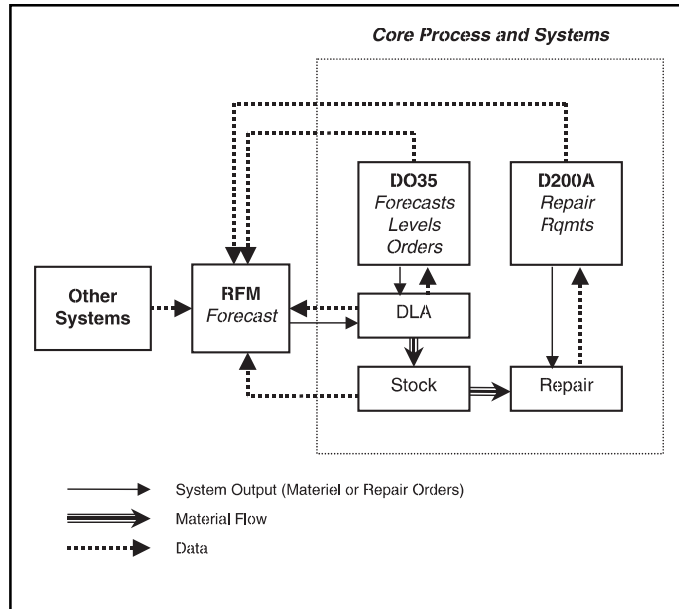 Core Process and Systems
DO35
Forecasts
Levels
Orders
D200A
Repair
Rqmts
Other
Systems
RFM
Forecast
DLA
Stock
Repair
System Output (Materiel or Repair Orders)
Material Flow
Data